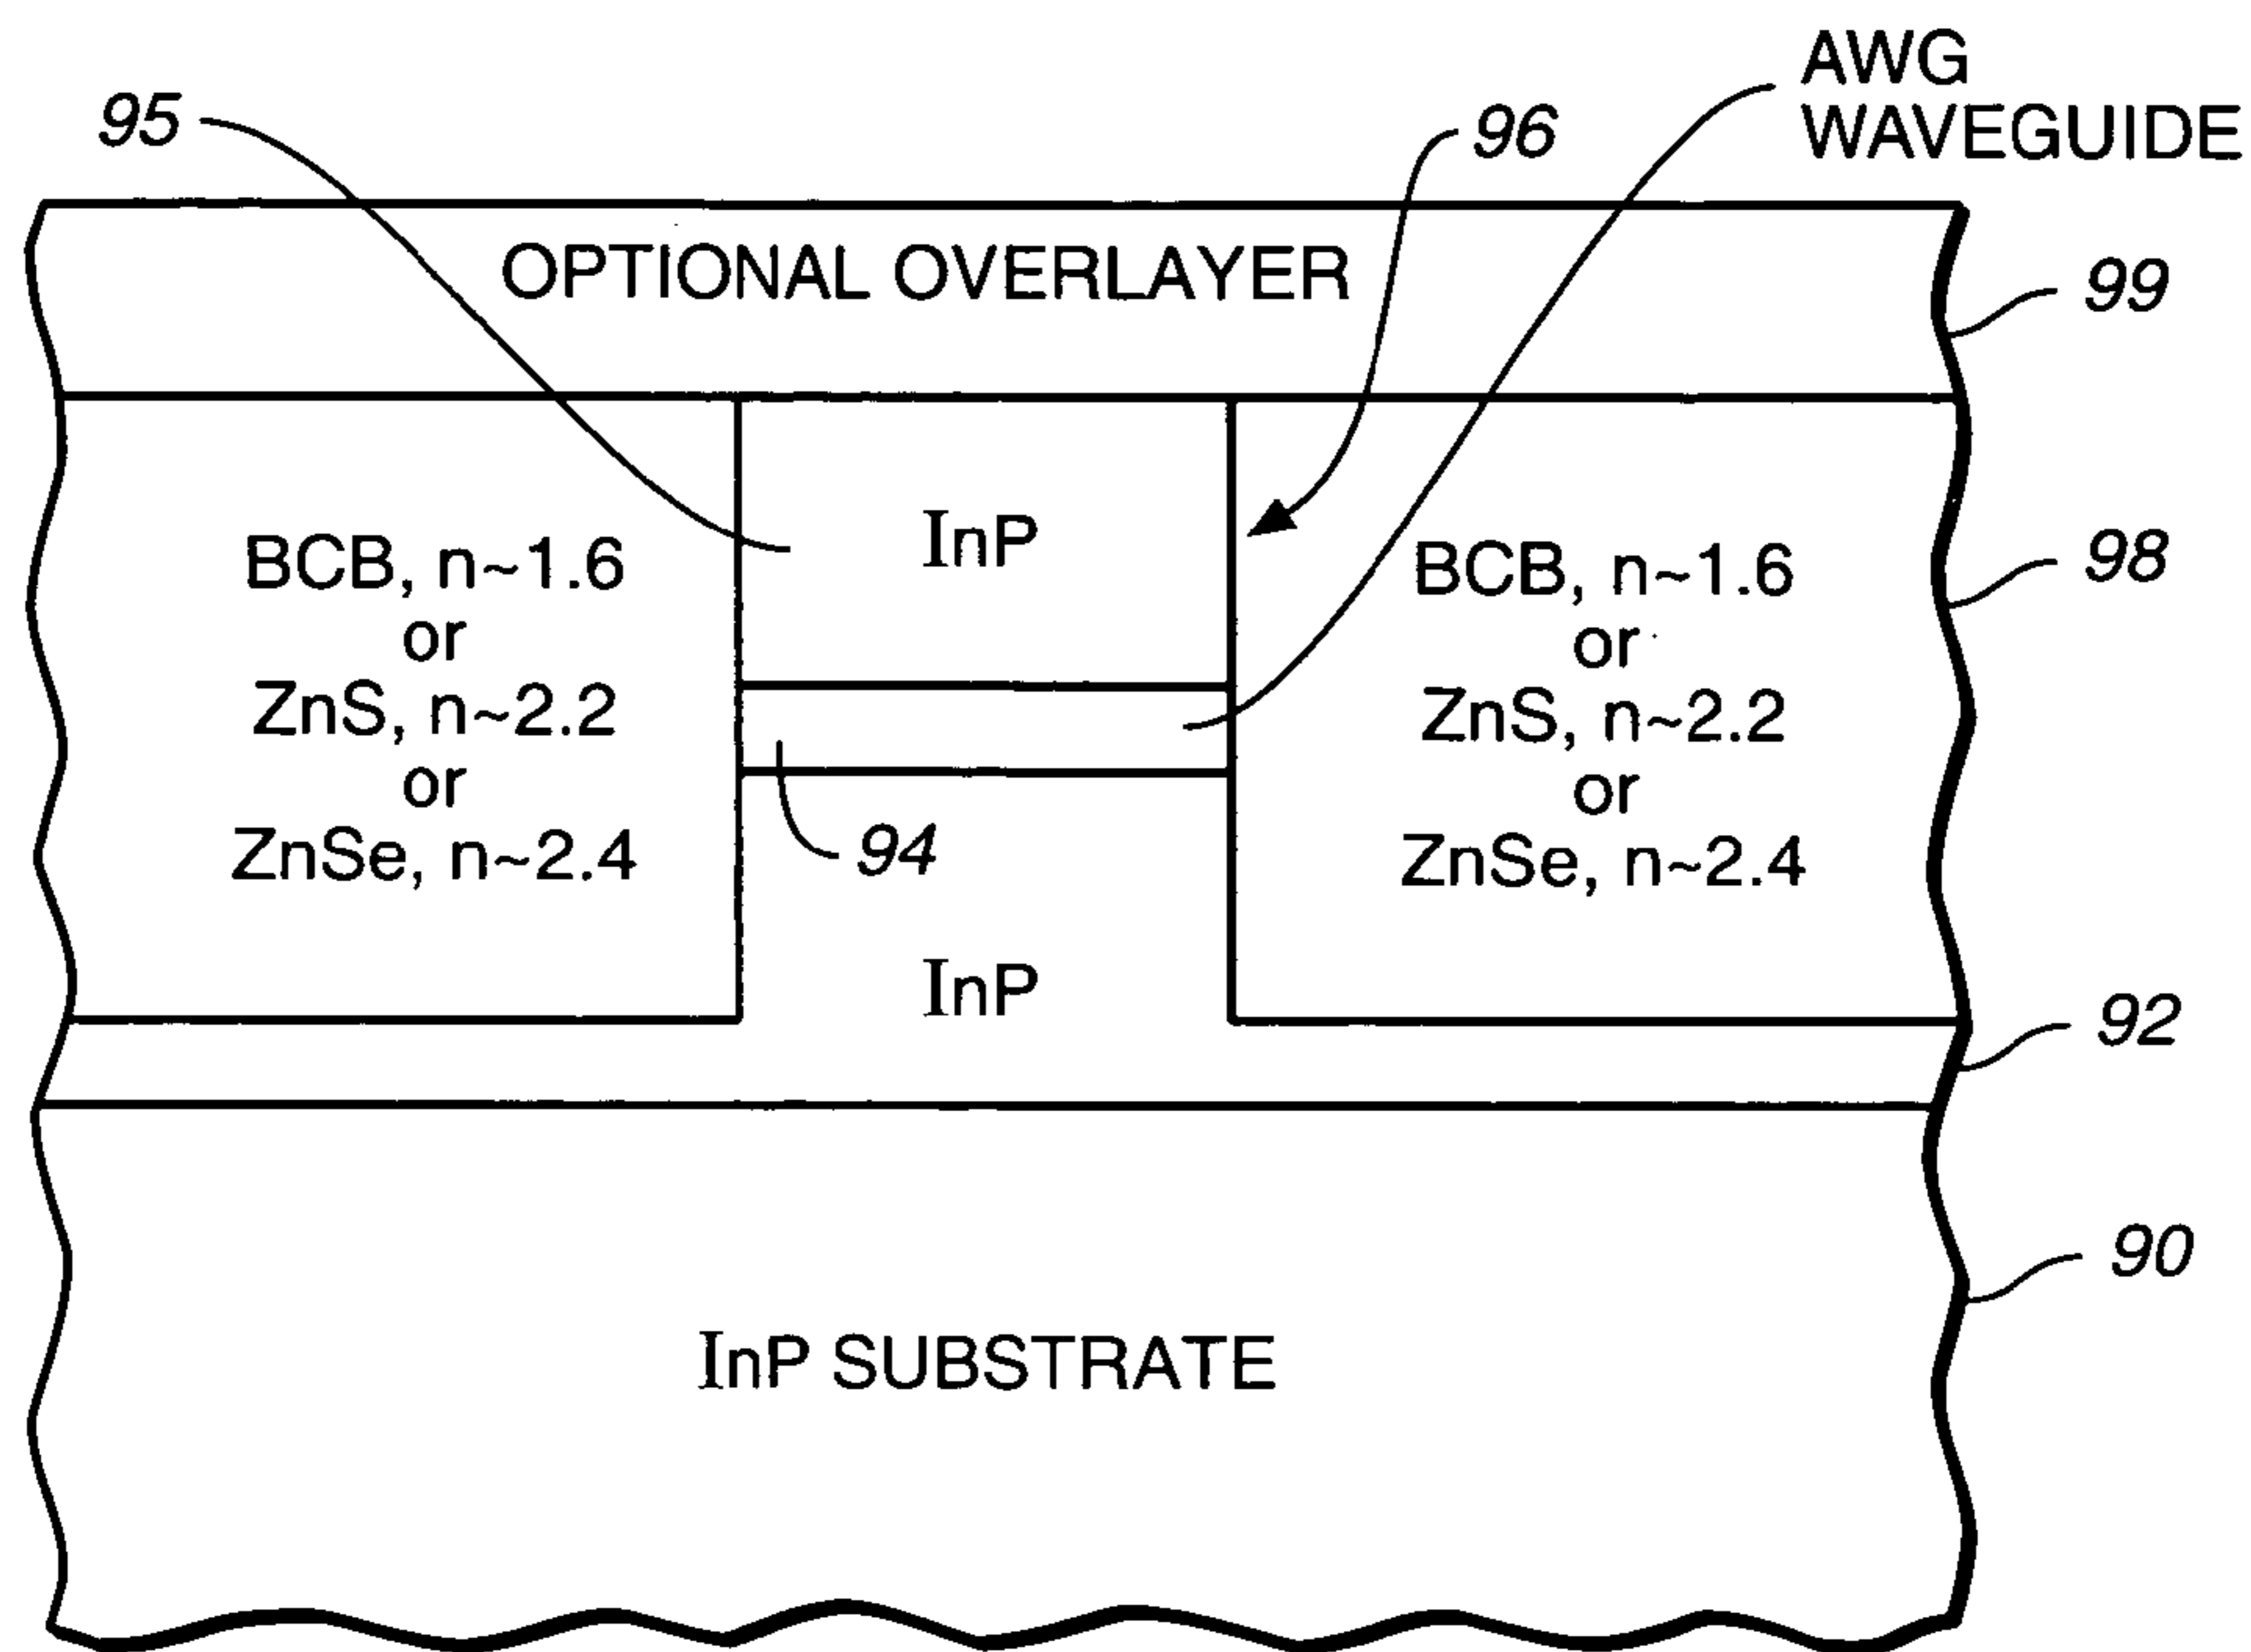 AWG
WAVEGUIDE
95
96
OPTIONAL OVERLAYER
99
InP
BCB, n~1.6
or
ZnS, n~2.2
or
ZnSe, n~2.4
BCB, n~1.6
or
ZnS, n~2.2
or
ZnSe, n~2.4
98
94
InP
92
90
InP SUBSTRATE